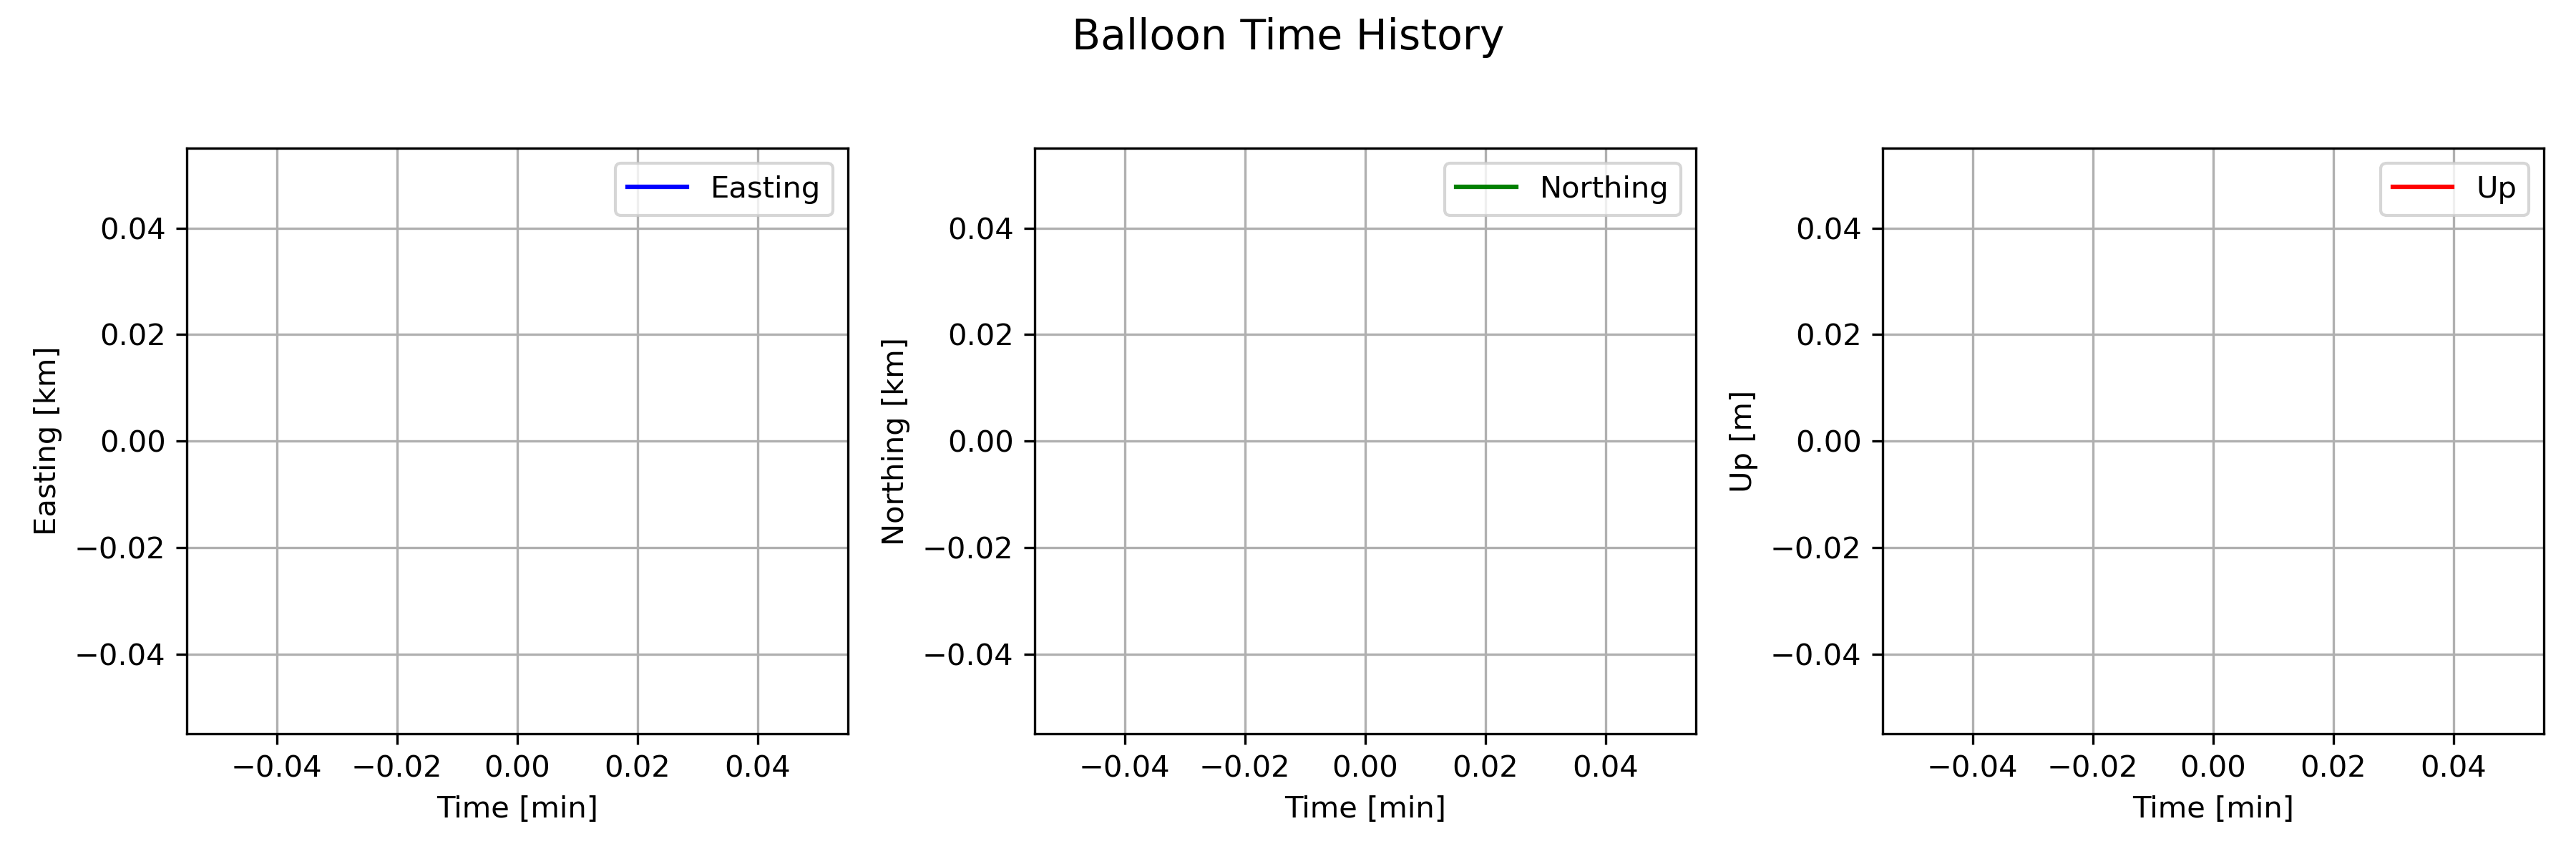 Balloon Time History
Easting
Northing
Up
0.04
0.02
0.00
−0.02
−0.04
Easting [km]
−0.04 −0.02 0.00 0.02 0.04
Time [min]
0.04
0.02
0.00
−0.02
−0.04
Northing [km]
−0.04 −0.02 0.00 0.02 0.04
Time [min]
0.04
0.02
0.00
−0.02
−0.04
Up [m]
−0.04 −0.02 0.00 0.02 0.04
Time [min]